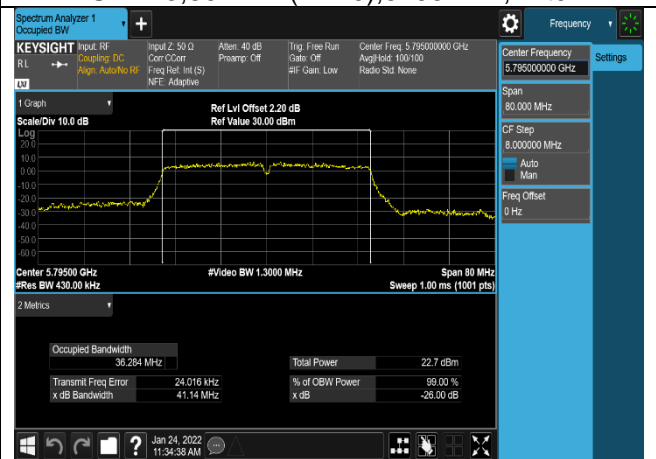 Spectrum Analyzer 1
Occupied BW
+
Frequency
KEYSIGHT
RL
LXI
Input: RF
Coupling: DC
Align: Auto/No RF
Input Z: 50 Ω
Corr CCorr
Freq Ref: Int (S)
NFE: Adaptive
Atten: 40 dB
Preamp: Off
Trig: Free Run
Gate: Off
#IF Gain: Low
Center Freq: 5.795000000 GHz
Avg|Hold: 100/100
Radio Std: None
Center Frequency
5.795000000 GHz
Settings
Span
80.000 MHz
CF Step
8.000000 MHz
Auto
Man
Freq Offset
0 Hz
1 Graph
Scale/Div 10.0 dB
Ref Lvl Offset 2.20 dB
Ref Value 30.00 dBm
Log
20.0
10.0
0.00
-10.0
-20.0
-30.0
-40.0
-50.0
-60.0
Center 5.79500 GHz
#Res BW 430.00 kHz
#Video BW 1.3000 MHz
Span 80 MHz
Sweep 1.00 ms (1001 pts)
2 Metrics
Occupied Bandwidth
36.284 MHz
Total Power 22.7 dBm
Transmit Freq Error 24.016 kHz
% of OBW Power 99.00 %
x dB Bandwidth 41.14 MHz
x dB -26.00 dB
?
Jan 24, 2022
11:34:38 AM